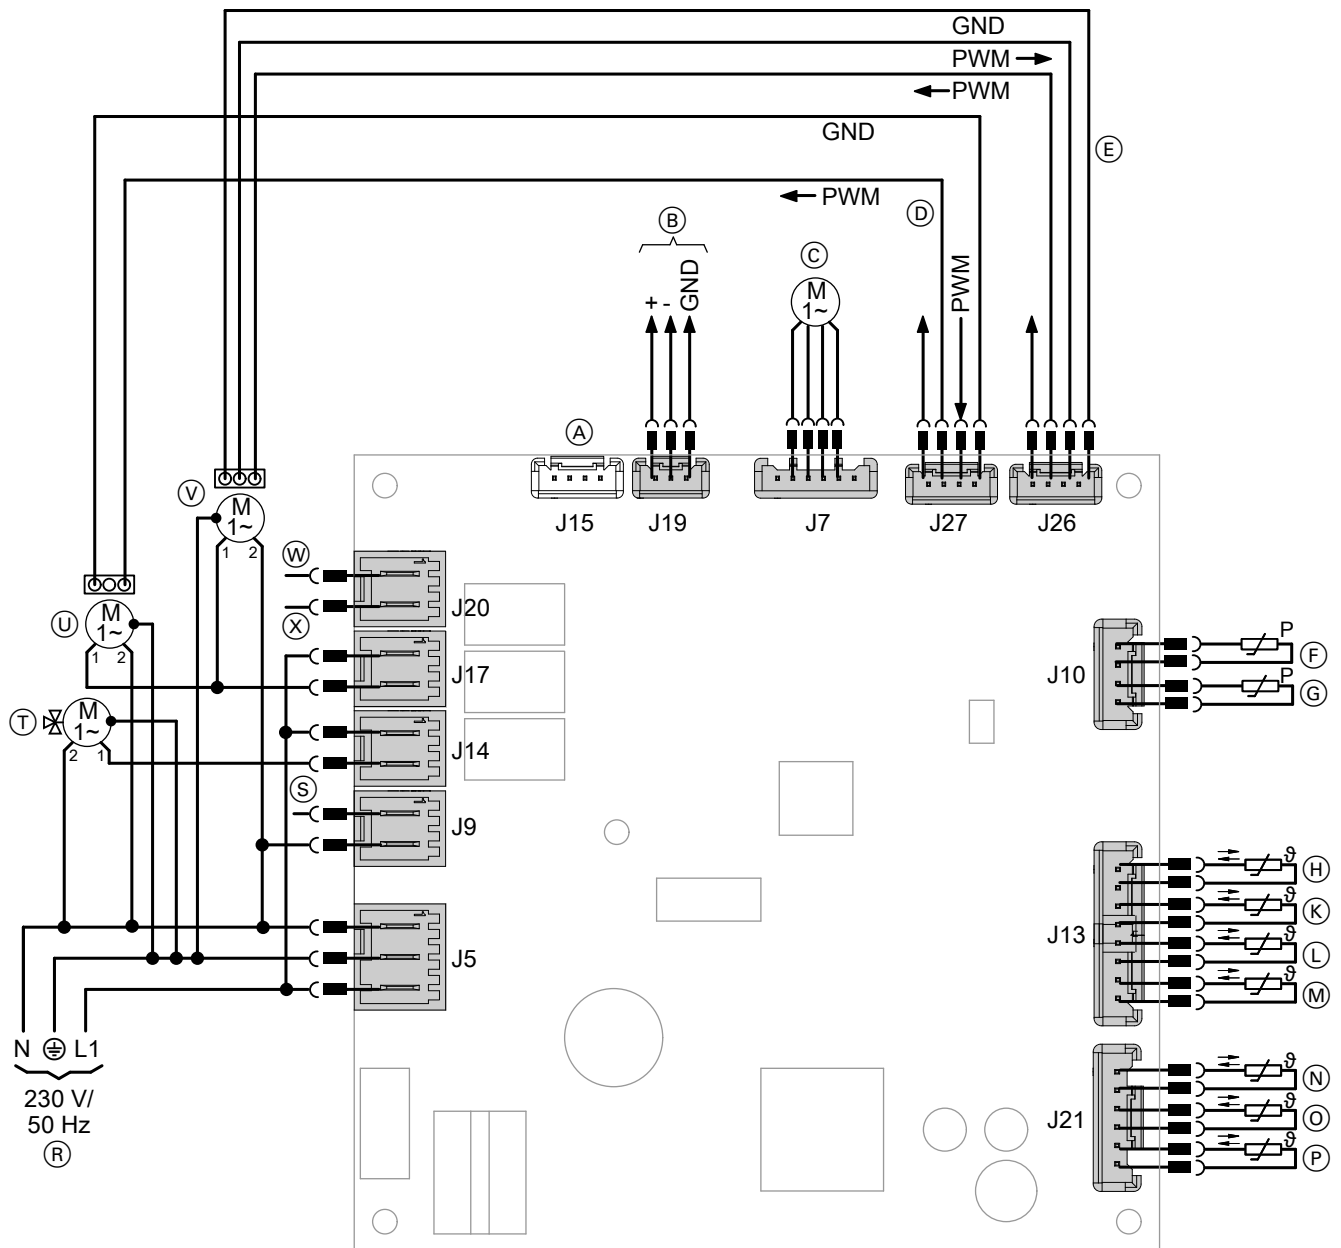 GND
PWM
PWM
GND
E
PWM
D
B
C
+ - GND
M
1~
PWM
A
J15
J19
J7
J27
J26
V
M
1~
1 2
W
J20
X
U
M
1~
1 2
J17
T
M
1~
2 1
J14
S
J9
J5
J10
P
F
P
G
J13
ϑ
H
ϑ
K
ϑ
L
ϑ
M
J21
ϑ
N
ϑ
O
ϑ
P
N L1
230 V/
50 Hz
R